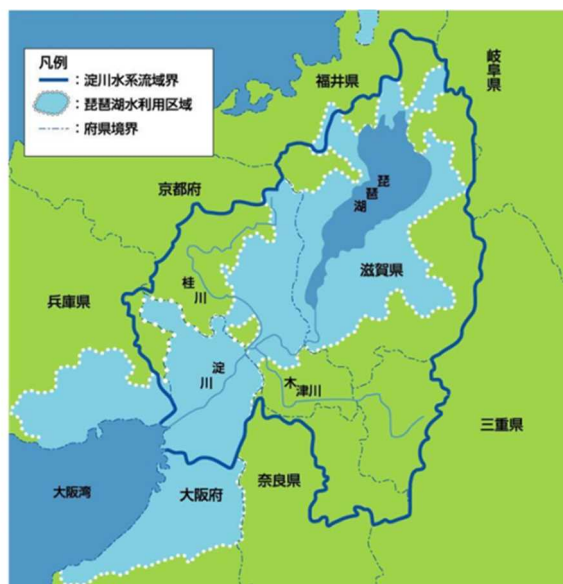 凡例
：淀川水系流域界
：琵琶湖水利用区域
：府県境界
福井県
岐阜県
京都府
琵琶湖
滋賀県
兵庫県
桂川
淀川
木津川
三重県
大阪湾
大阪府
奈良県